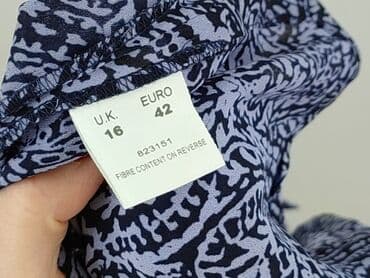 U.K. EURO
16 42
823151
FIBRE CONTENT ON REVERSE